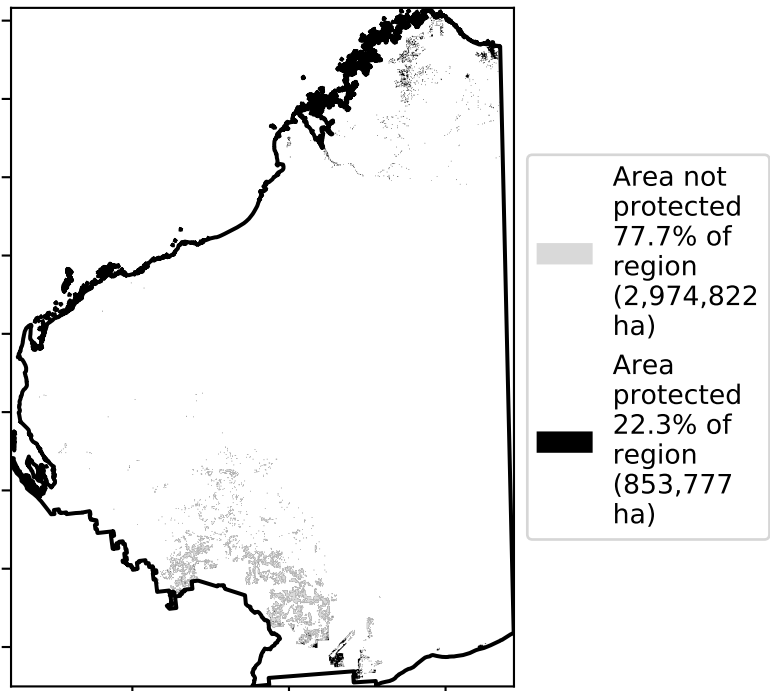 Area not
protected
77.7% of
region
(2,974,822
ha)
Area
protected
22.3% of
region
(853,777
ha)